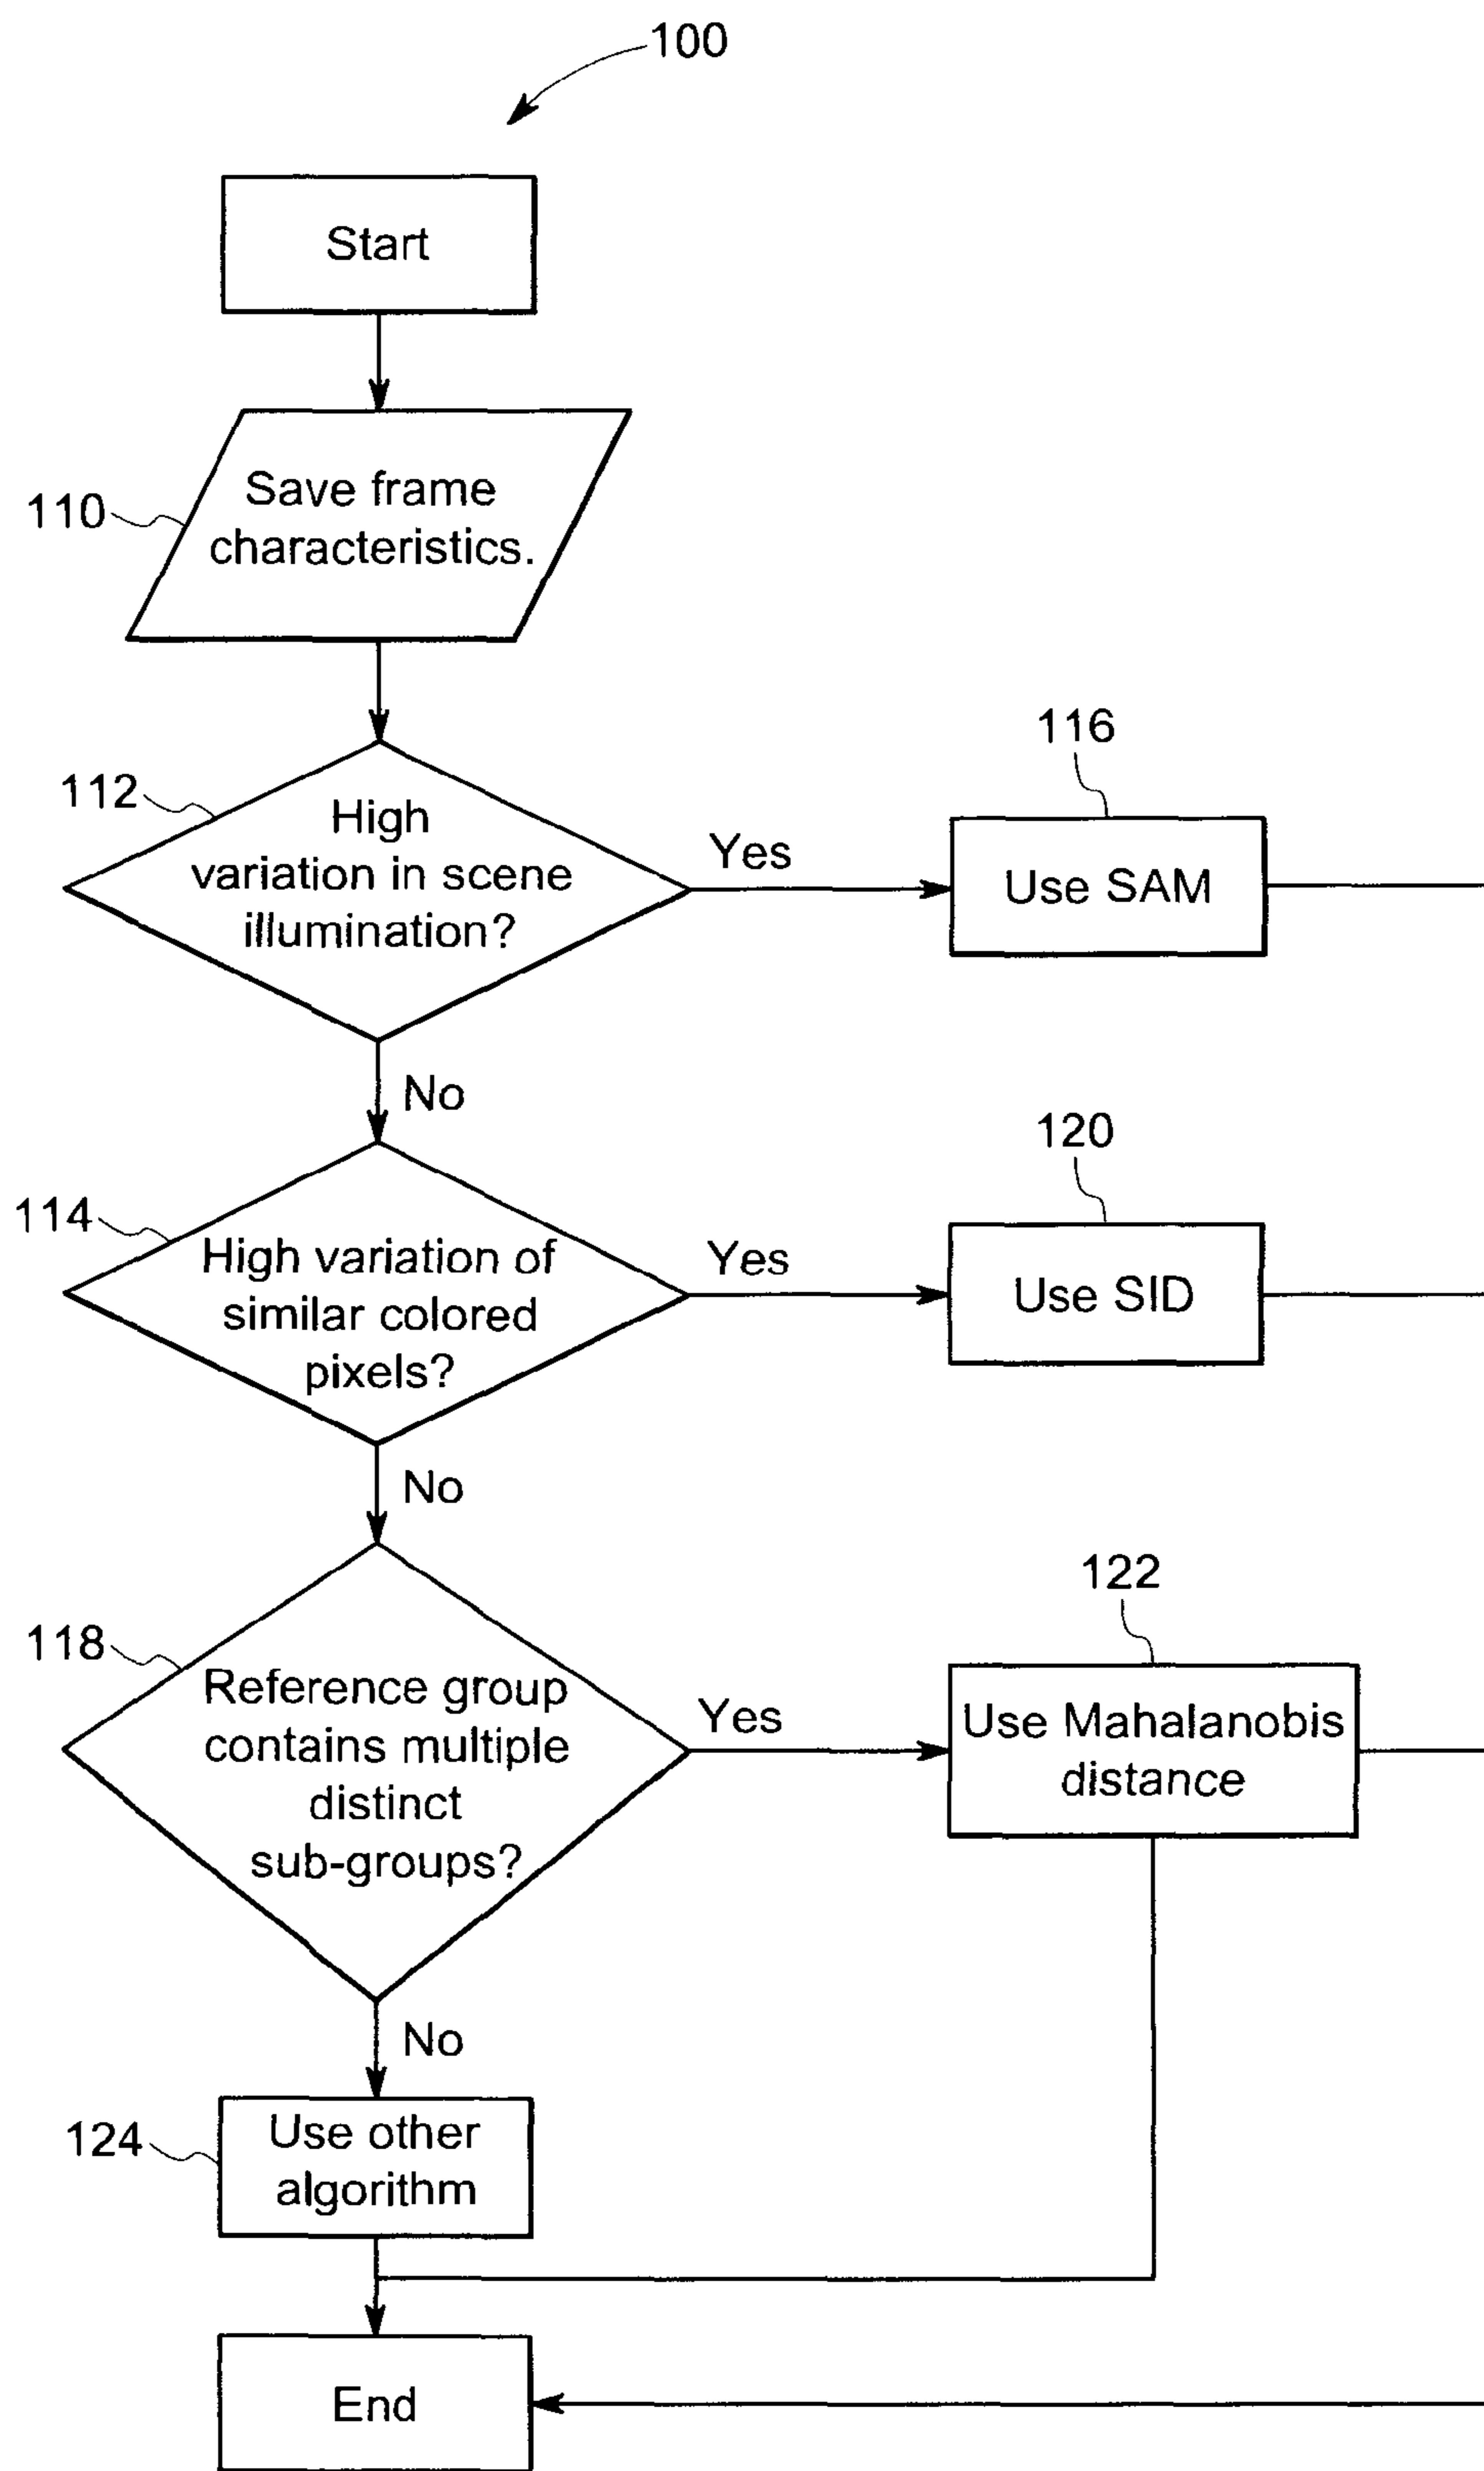 100
Start
110
Save frame
characteristics.
112
High
variation in scene
illumination?
Yes
116
Use SAM
No
114
High variation of
similar colored
pixels?
Yes
120
Use SID
No
118
Reference group
contains multiple
distinct
sub-groups?
Yes
122
Use Mahalanobis
distance
No
124
Use other
algorithm
End